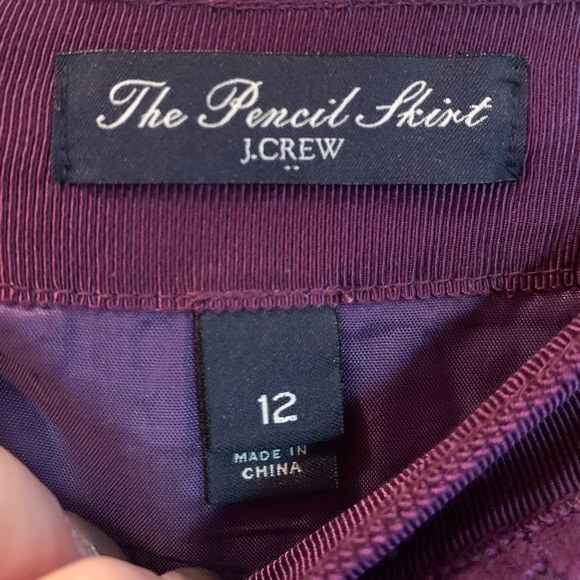 The Pencil Skirt
J.CREW
12
MADE IN
CHINA